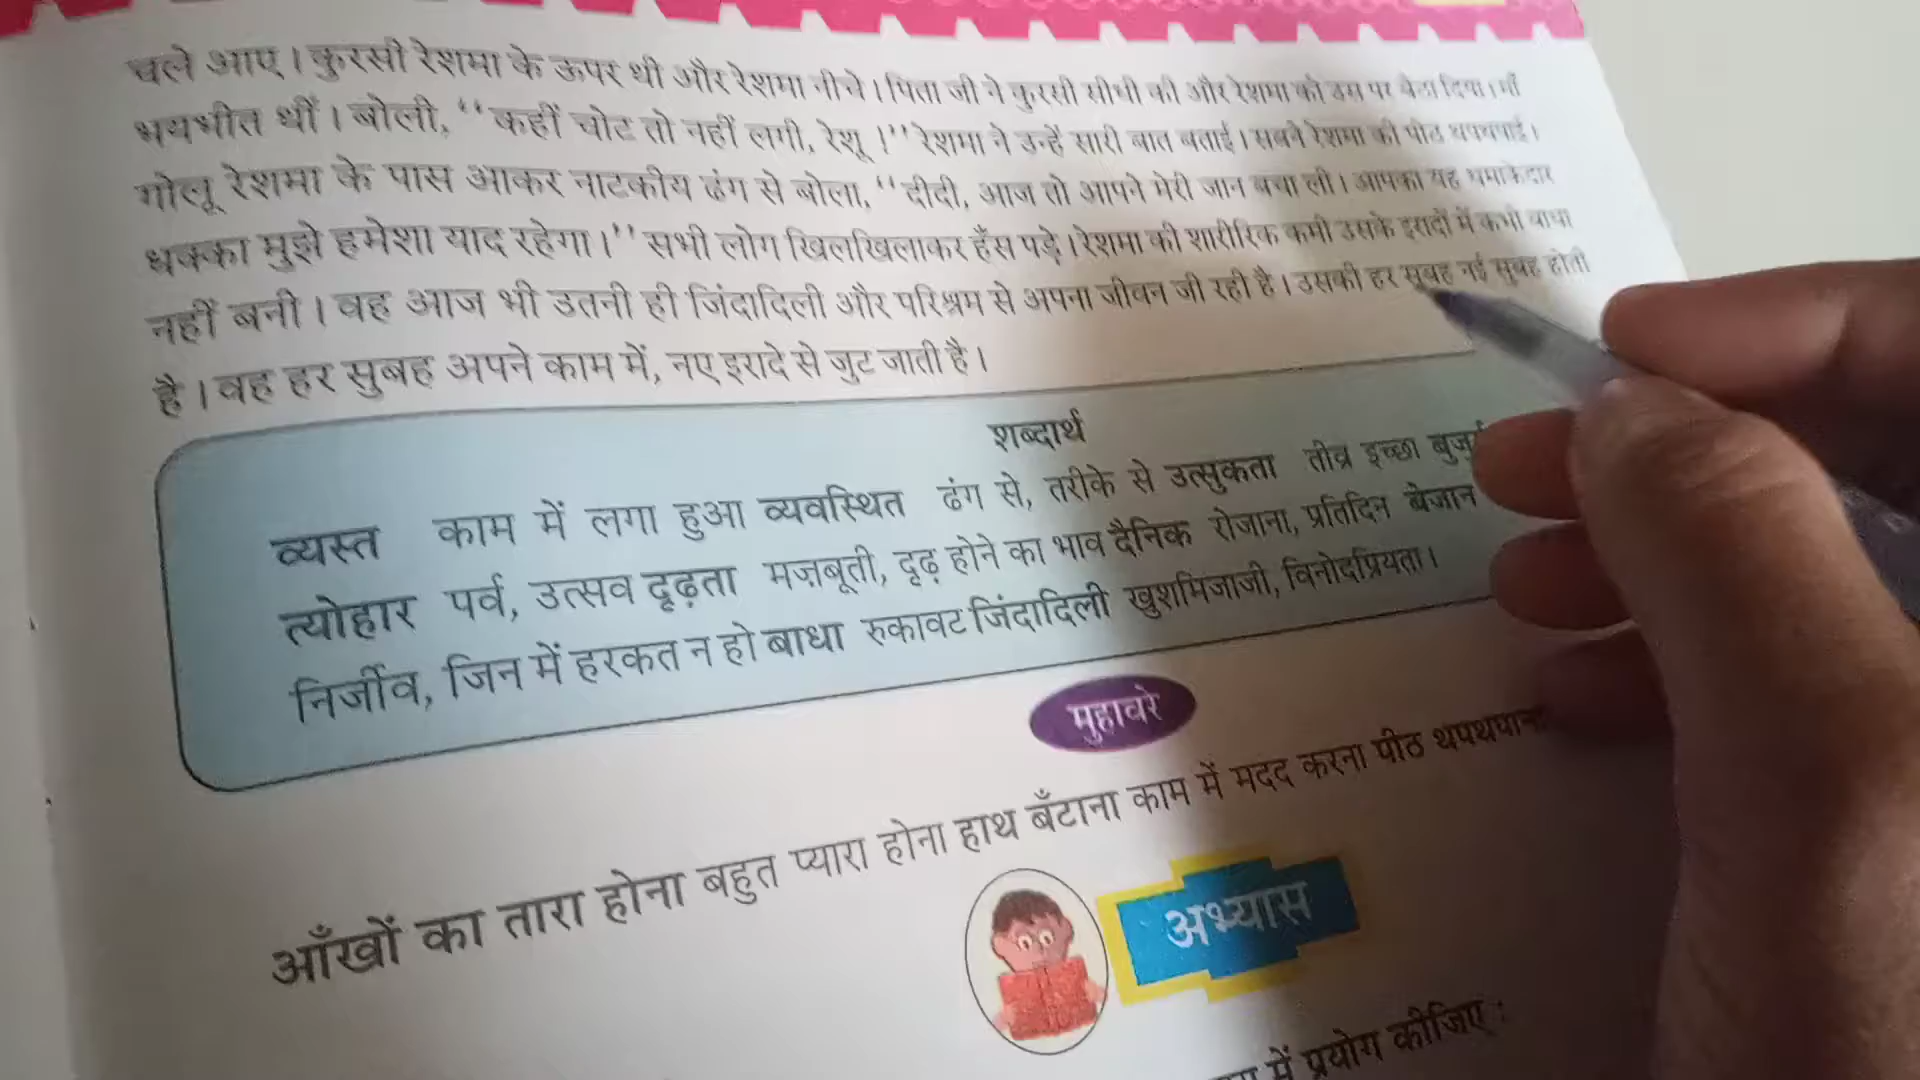 चले आए। कुरसी रेशमा के ऊपर थी और रेशमा नीचे। पिता जी ने कुरसी सीधी की और रेशमा को उस पर बैठा दिया। माँ
भयभीत थीं। बोली, “कहीं चोट तो नहीं लगी, रेशू !” रेशमा ने उन्हें सारी बात बताई। सबने रेशमा की पीठ थपथपाई।
गोलू रेशमा के पास आकर नाटकीय ढंग से बोला, “दीदी, आज तो आपने मेरी जान बचा ली। आपका यह धमाकेदार
धक्का मुझे हमेशा याद रहेगा।” सभी लोग खिलखिलाकर हँस पड़े। रेशमा की शारीरिक कमी उसके इरादों में कभी बाधा
नहीं बनी। वह आज भी उतनी ही जिंदादिली और परिश्रम से अपना जीवन जी रही है। उसकी हर सुबह नई सुबह होती
है। वह हर सुबह अपने काम में, नए इरादे से जुट जाती है।
शब्दार्थ
व्यस्त काम में लगा हुआ व्यवस्थित ढंग से, तरीके से उत्सुकता तीव्र इच्छा
त्योहार पर्व, उत्सव दृढ़ता मज़बूती, दृढ़ होने का भाव दैनिक रोजाना, प्रतिदिन बेजान
निर्जीव, जिन में हरकत न हो बाधा रुकावट जिंदादिली खुशमिजाजी, विनोदप्रियता।
मुहावरे
आँखों का तारा होना बहुत प्यारा होना हाथ बँटाना काम में मदद करना पीठ थपथपाना
अभ्यास
में प्रयोग कीजिए :